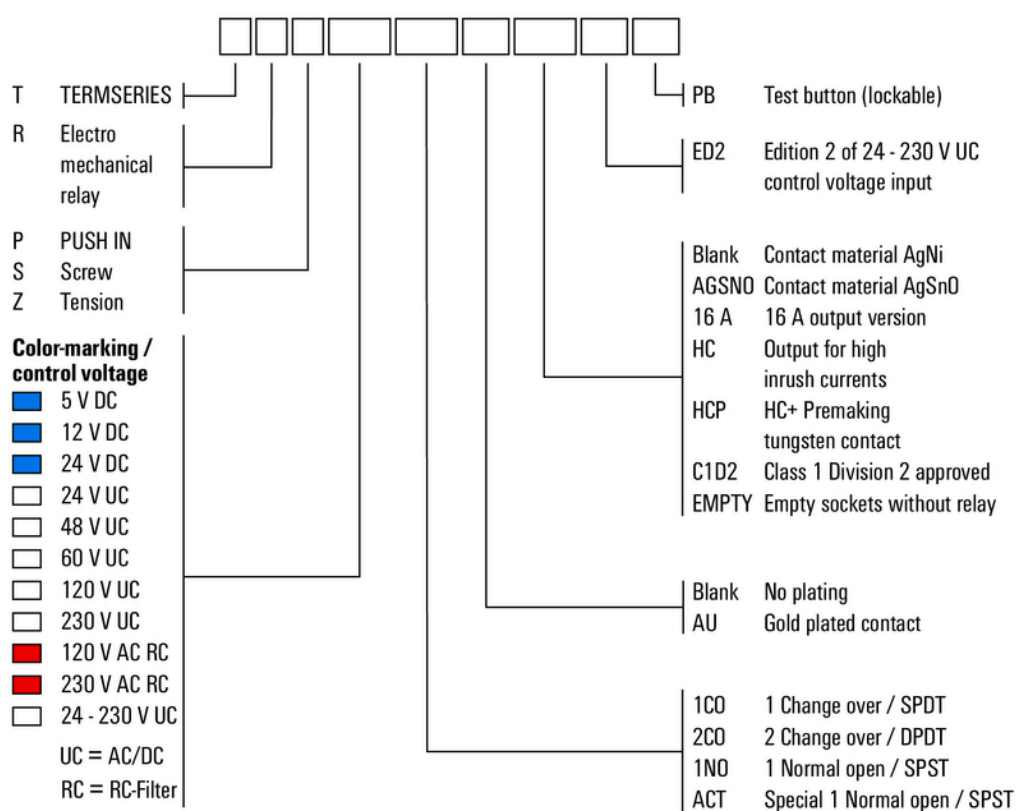 T TERMSERIES
R Electro
mechanical
relay
P PUSH IN
S Screw
Z Tension
Color-marking /
control voltage
5 V DC
12 V DC
24 V DC
24 V UC
48 V UC
60 V UC
120 V UC
230 V UC
120 V AC RC
230 V AC RC
24 - 230 V UC
UC = AC/DC
RC = RC-Filter
PB Test button (lockable)
ED2 Edition 2 of 24 - 230 V UC
control voltage input
Blank Contact material AgNi
AGSNO Contact material AgSnO
16 A 16 A output version
HC Output for high
inrush currents
HCP HC+ Premaking
tungsten contact
C1D2 Class 1 Division 2 approved
EMPTY Empty sockets without relay
Blank No plating
AU Gold plated contact
1CO 1 Change over / SPDT
2CO 2 Change over / DPDT
1NO 1 Normal open / SPST
ACT Special 1 Normal open / SPST